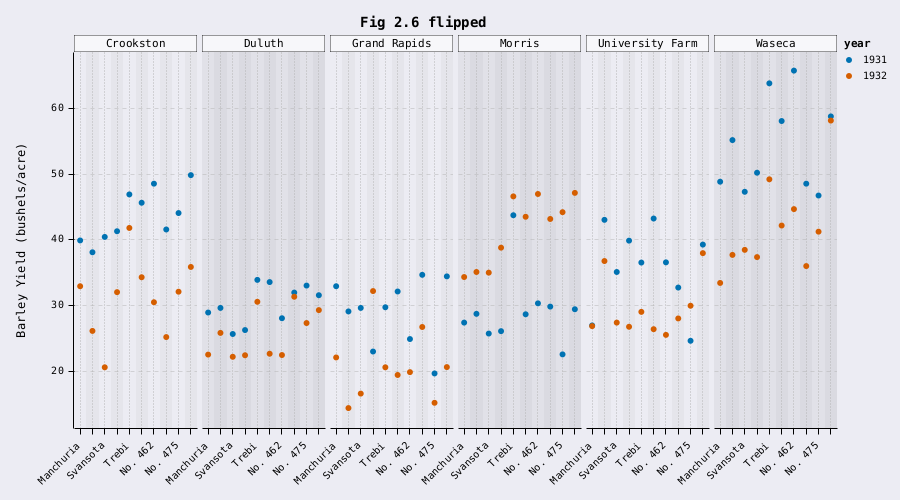 Fig 2.6 flipped
Crookston Duluth Grand Rapids Morris University Farm Waseca
year
1931
1932
Barley Yield (bushels/acre)
60
50
40
30
20
Manchuria Svansota Trebi No. 462 No. 475 Manchuria Svansota Trebi No. 462 No. 475 Manchuria Svansota Trebi No. 462 No. 475 Manchuria Svansota Trebi No. 462 No. 475 Manchuria Svansota Trebi No. 462 No. 475 Manchuria Svansota Trebi No. 462 No. 475